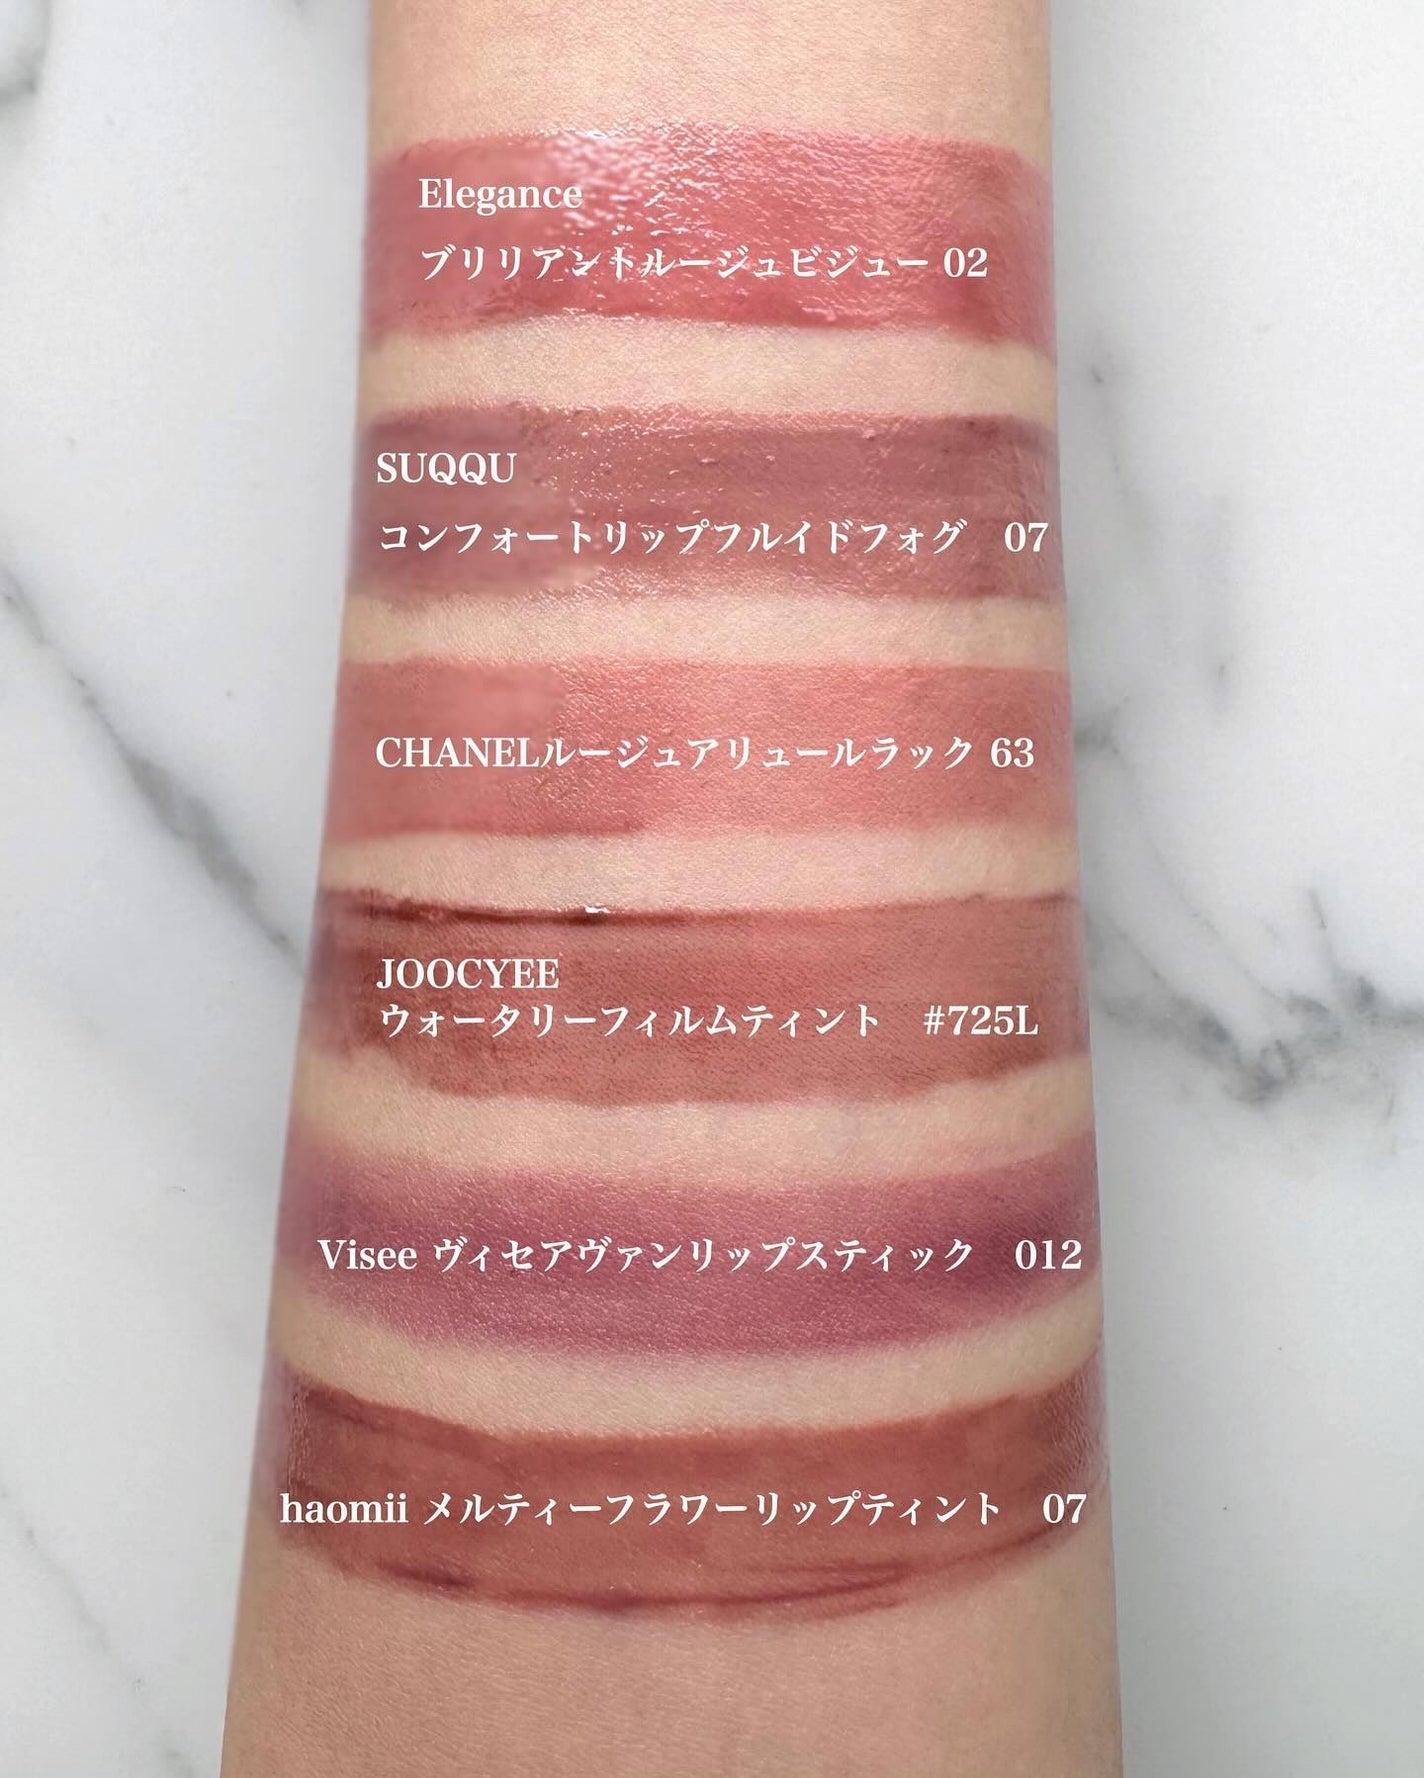 Elegance
ブリリアントルージュビジュー 02
SUQQU
コンフォートリップフルイドフォグ　07
CHANELルージュアリュールラック 63
JOOCYEE
ウォータリーフィルムティント　#725L
Visee ヴィセアヴァンリップスティック　012
haomii メルティーフラワーリップティント　07